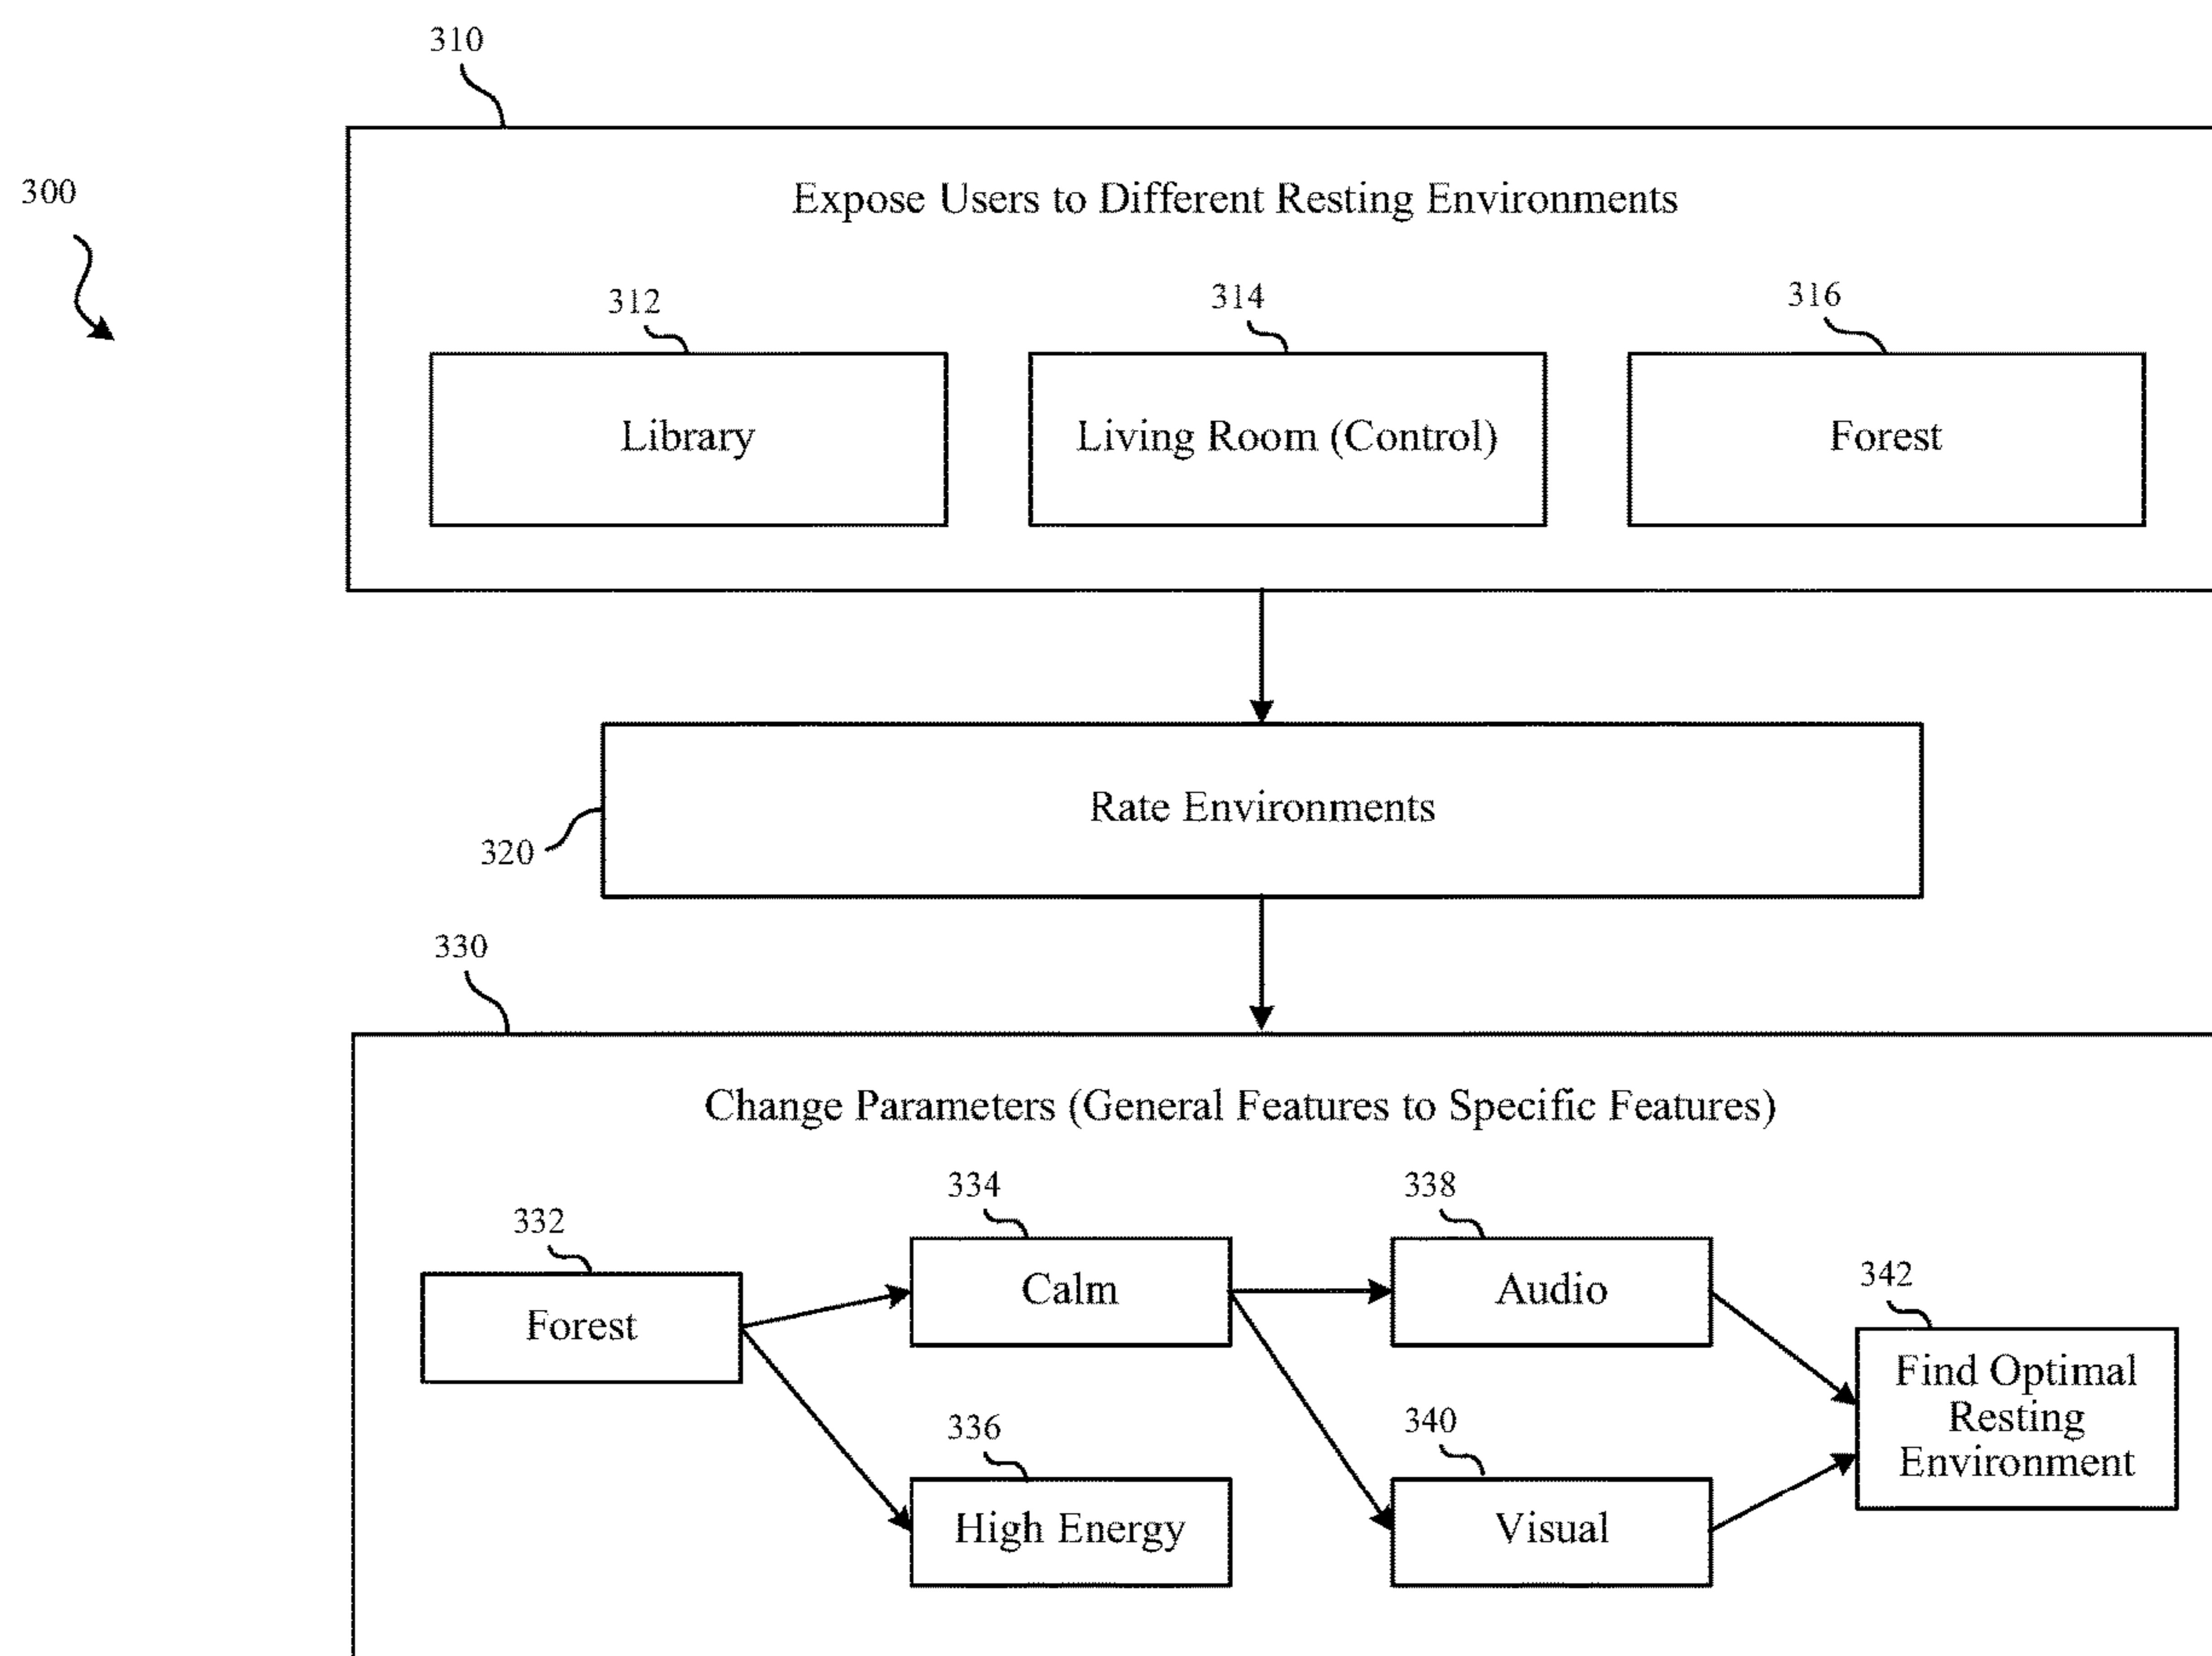 310
300
Expose Users to Different Resting Environments
312
314
316
Library
Living Room (Control)
Forest
Rate Environments
320
330
Change Parameters (General Features to Specific Features)
332
334
338
342
Forest
Calm
Audio
336
340
High Energy
Visual
Find Optimal
Resting
Environment